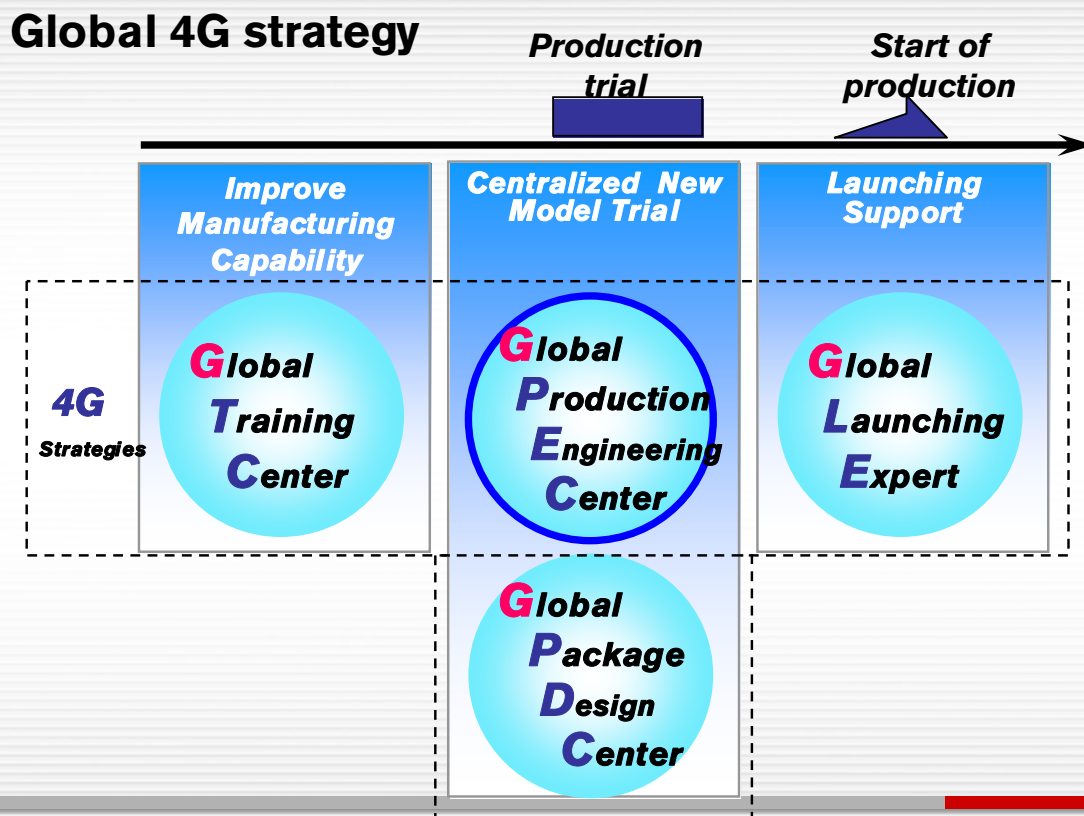 Global 4G strategy
Production
trial
Start of
production
Improve
Manufacturing
Capability
Centralized New
Model Trial
Launching
Support
4G
Strategies
Global
Training
Center
Global
Production
Engineering
Center
Global
Launching
Expert
Global
Package
Design
Center